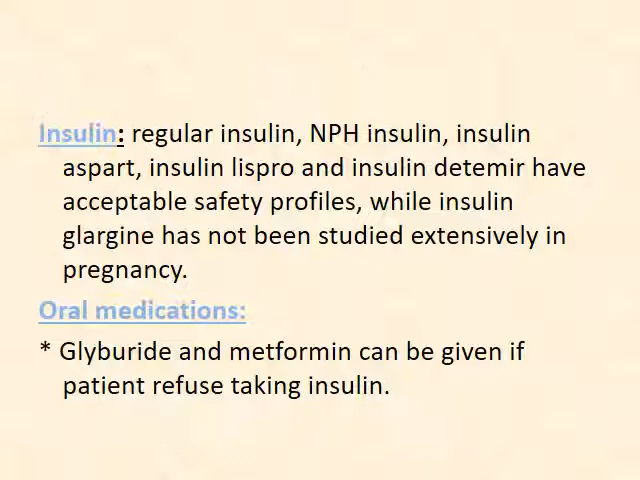 Insulin: regular insulin, NPH insulin, insulin
aspart, insulin lispro and insulin detemir have
acceptable safety profiles, while insulin
glargine has not been studied extensively in
pregnancy.
Oral medications:
* Glyburide and metformin can be given if
patient refuse taking insulin.